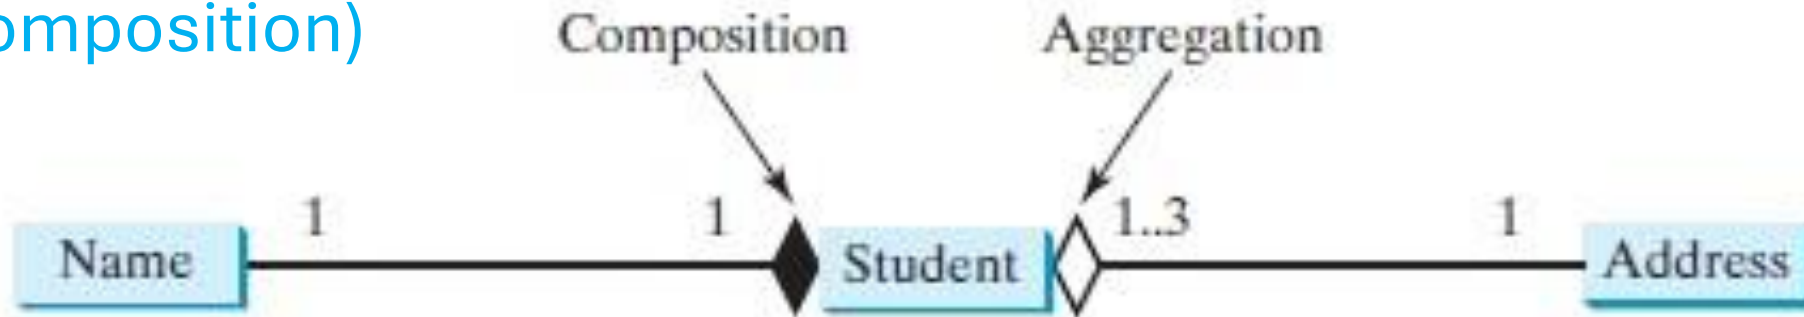 omposition)
Composition Aggregation
1 1 1..3 1
Name Student Address